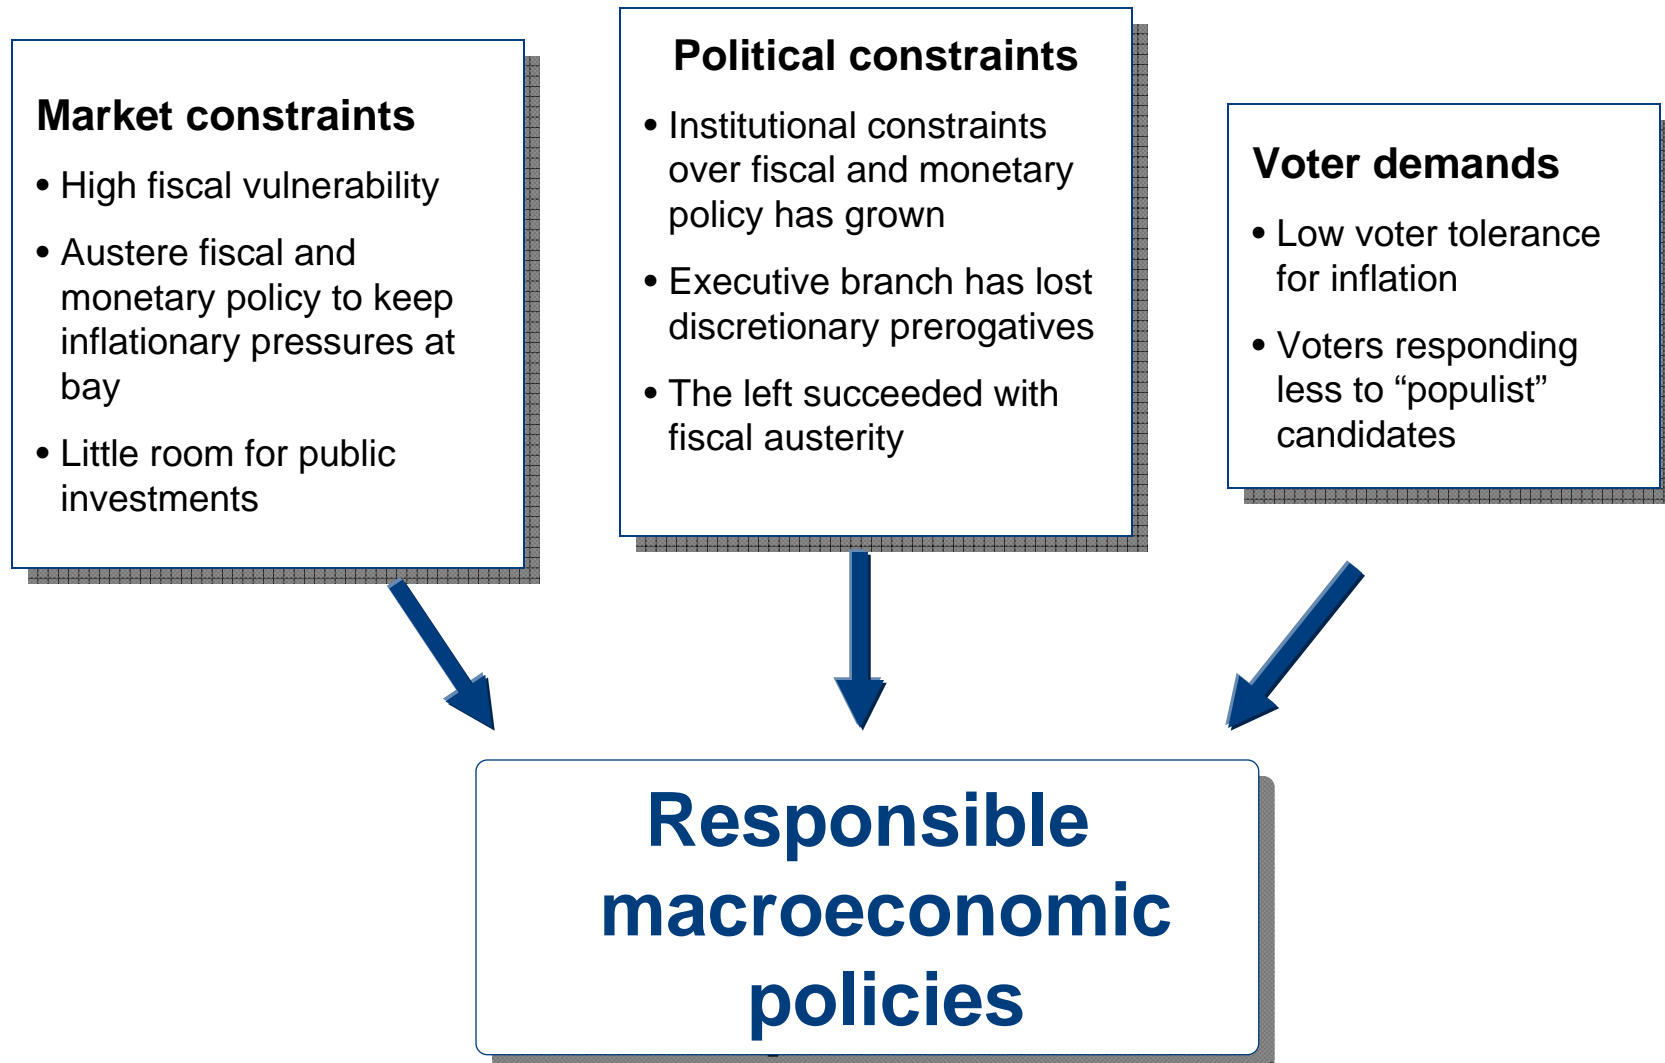 Market constraints
• High fiscal vulnerability
• Austere fiscal and
monetary policy to keep
inflationary pressures at
bay
• Little room for public
investments
Political constraints
• Institutional constraints
over fiscal and monetary
policy has grown
• Executive branch has lost
discretionary prerogatives
• The left succeeded with
fiscal austerity
Voter demands
• Low voter tolerance
for inflation
• Voters responding
less to “populist”
candidates
Responsible
macroeconomic
policies